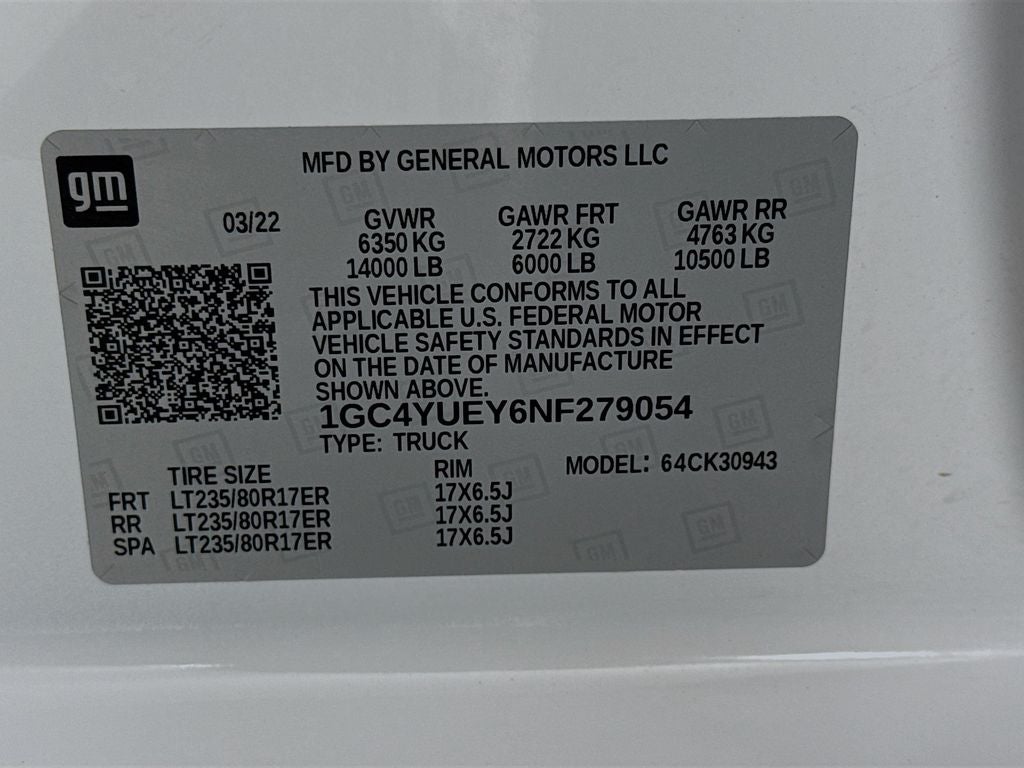 gm
MFD BY GENERAL MOTORS LLC
03/22 GVWR GAWR FRT GAWR RR
6350 KG 2722 KG 4763 KG
14000 LB 6000 LB 10500 LB
THIS VEHICLE CONFORMS TO ALL
APPLICABLE U.S. FEDERAL MOTOR
VEHICLE SAFETY STANDARDS IN EFFECT
ON THE DATE OF MANUFACTURE
SHOWN ABOVE.
1GC4YUEY6NF279054
TYPE: TRUCK
TIRE SIZE RIM MODEL: 64CK30943
FRT LT235/80R17ER 17X6.5J
RR LT235/80R17ER 17X6.5J
SPA LT235/80R17ER 17X6.5J